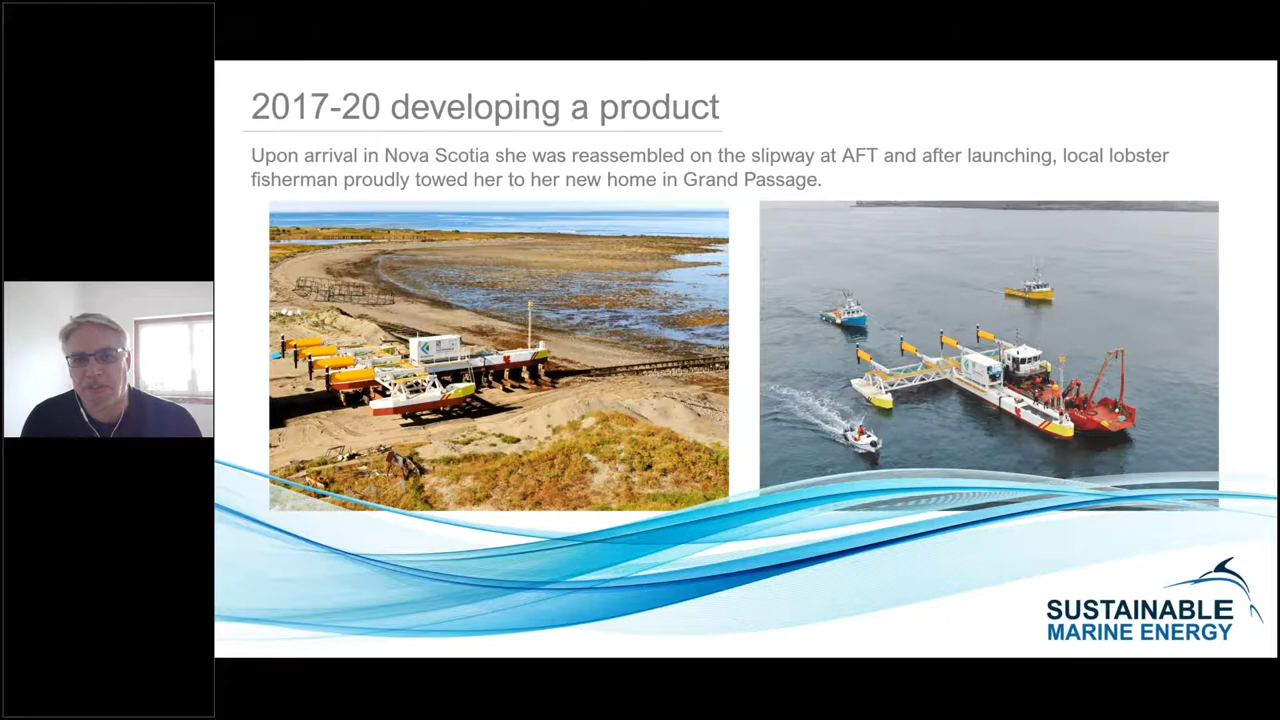 2017-20 developing a product
Upon arrival in Nova Scotia she was reassembled on the slipway at AFT and after launching, local lobster
fisherman proudly towed her to her new home in Grand Passage.
SUSTAINABLE
MARINE ENERGY